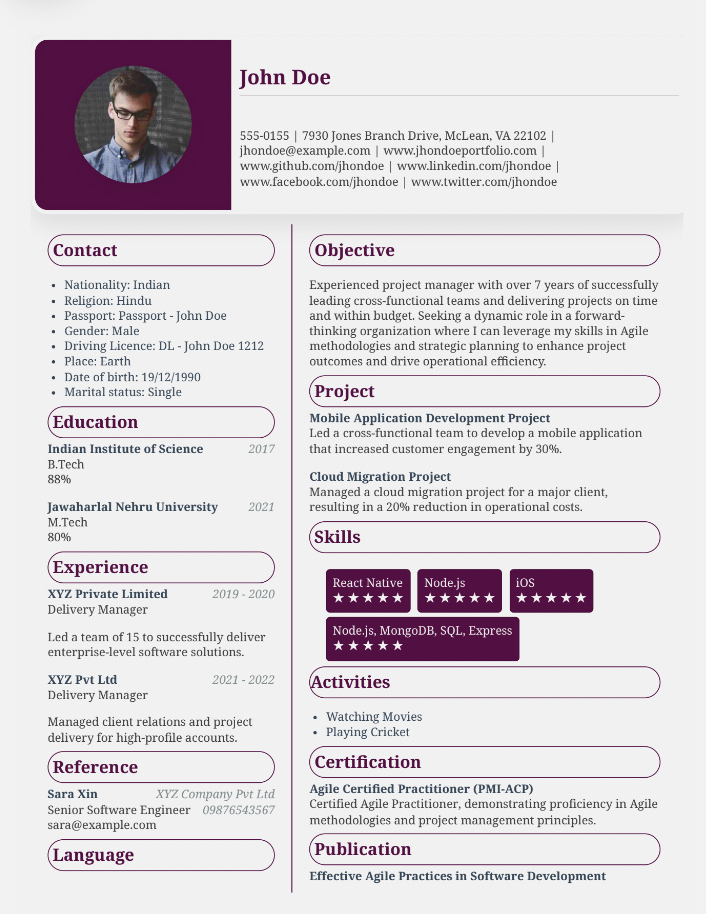 John Doe
555-0155 | 7930 Jones Branch Drive, McLean, VA 22102 |
jhondoe@example.com | www.jhondoeportfolio.com |
www.github.com/jhondoe | www.linkedin.com/jhondoe |
www.facebook.com/jhondoe | www.twitter.com/jhondoe
Contact
• Nationality: Indian
• Religion: Hindu
• Passport: Passport - John Doe
• Gender: Male
• Driving Licence: DL - John Doe 1212
• Place: Earth
• Date of birth: 19/12/1990
• Marital status: Single
Education
Indian Institute of Science 2017
B.Tech
88%
Jawaharlal Nehru University 2021
M.Tech
80%
Experience
XYZ Private Limited 2019 - 2020
Delivery Manager
Led a team of 15 to successfully deliver
enterprise-level software solutions.
XYZ Pvt Ltd 2021 - 2022
Delivery Manager
Managed client relations and project
delivery for high-profile accounts.
Reference
Sara Xin XYZ Company Pvt Ltd
Senior Software Engineer 09876543567
sara@example.com
Language
Objective
Experienced project manager with over 7 years of successfully
leading cross-functional teams and delivering projects on time
and within budget. Seeking a dynamic role in a forward-
thinking organization where I can leverage my skills in Agile
methodologies and strategic planning to enhance project
outcomes and drive operational efficiency.
Project
Mobile Application Development Project
Led a cross-functional team to develop a mobile application
that increased customer engagement by 30%.
Cloud Migration Project
Managed a cloud migration project for a major client,
resulting in a 20% reduction in operational costs.
Skills
React Native Node.js iOS
★★★★★ ★★★★★ ★★★★★
Node.js, MongoDB, SQL, Express
★★★★★
Activities
• Watching Movies
• Playing Cricket
Certification
Agile Certified Practitioner (PMI-ACP)
Certified Agile Practitioner, demonstrating proficiency in Agile
methodologies and project management principles.
Publication
Effective Agile Practices in Software Development